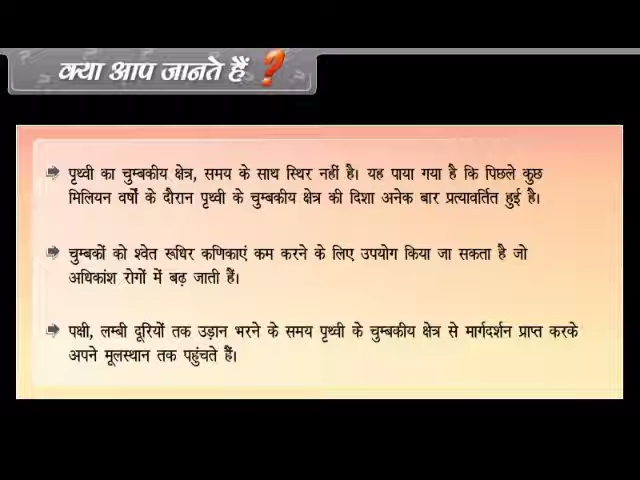 क्या आप जानते हैं ?
पृथ्वी का चुम्बकीय क्षेत्र, समय के साथ स्थिर नहीं है। यह पाया गया है कि पिछले कुछ
मिलियन वर्षों के दौरान पृथ्वी के चुम्बकीय क्षेत्र की दिशा अनेक बार प्रत्यावर्तित हुई है।
चुम्बकों को श्वेत रूधिर कणिकाएं कम करने के लिए उपयोग किया जा सकता है जो
अधिकांश रोगों में बढ़ जाती हैं।
पक्षी, लम्बी दूरियों तक उड़ान भरने के समय पृथ्वी के चुम्बकीय क्षेत्र से मार्गदर्शन प्राप्त करके
अपने मूलस्थान तक पहुंचते हैं।